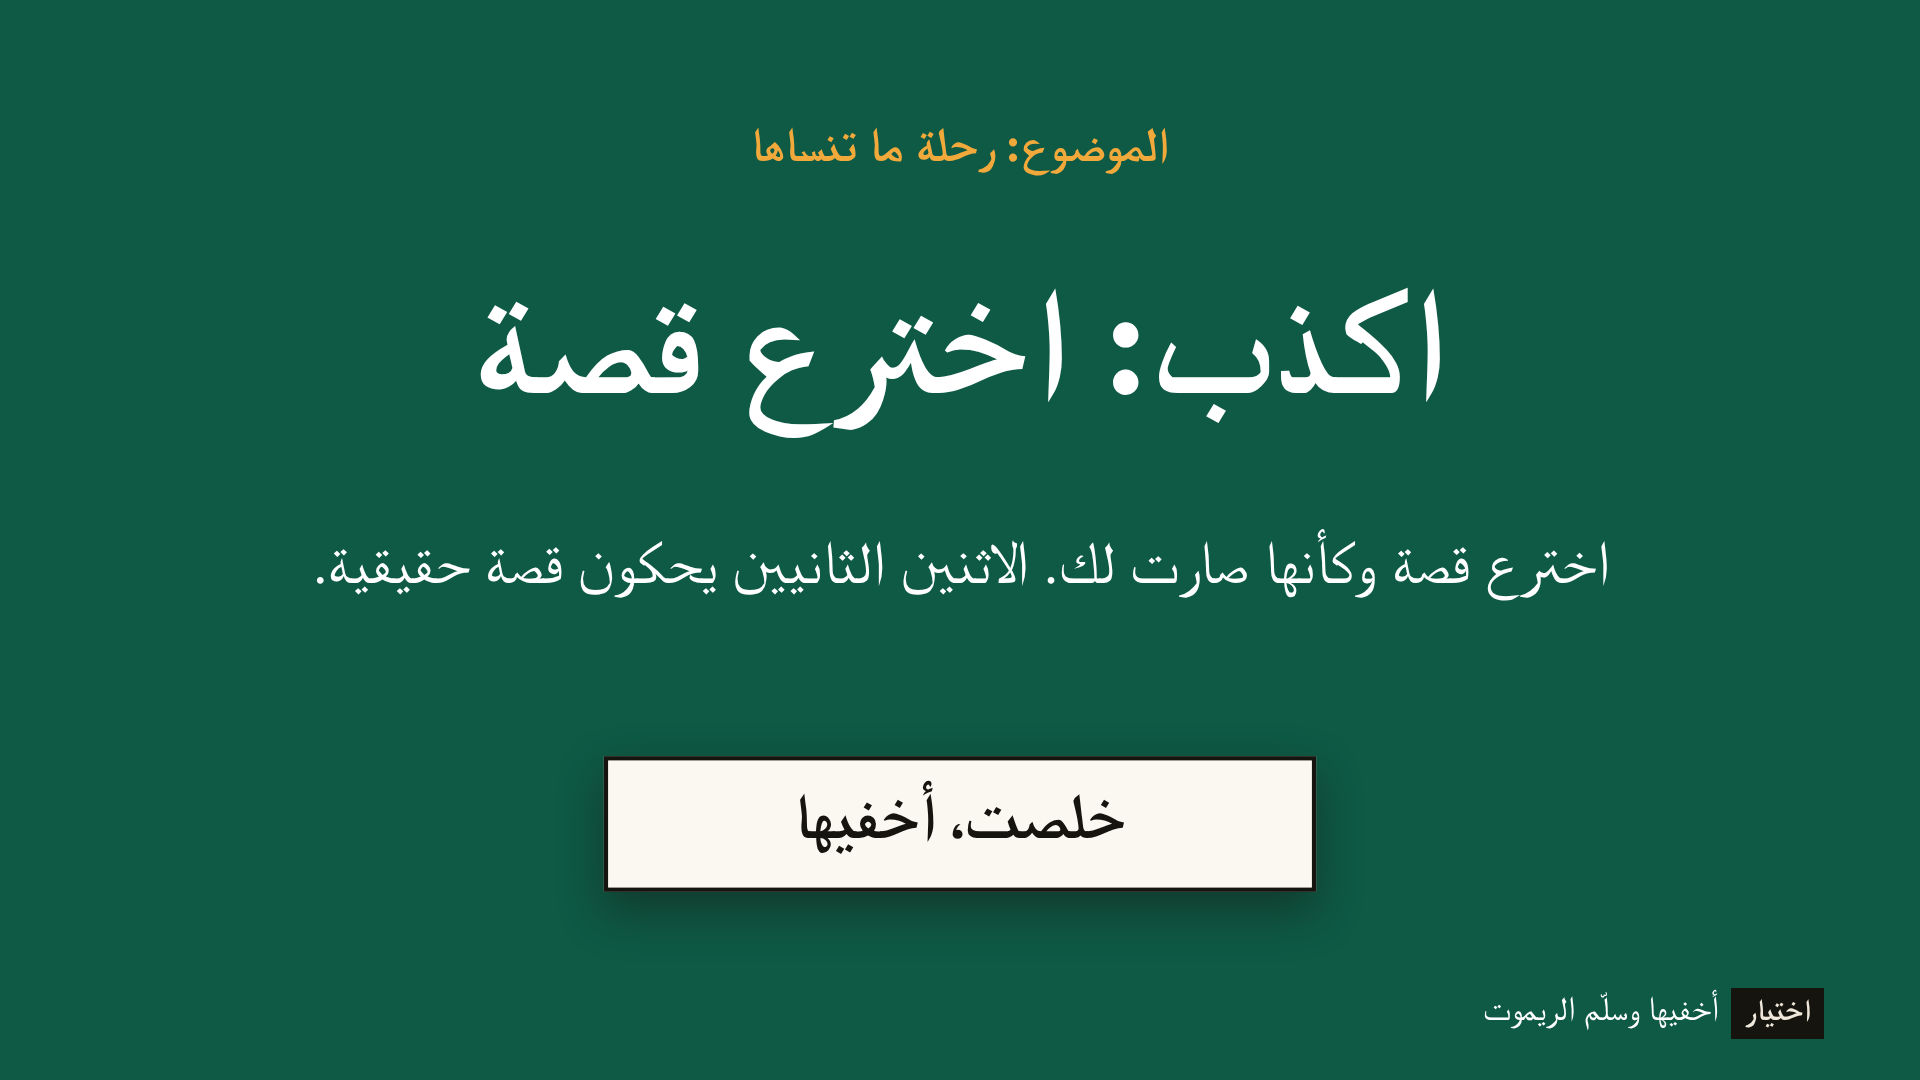 الموضوع: رحلة ما تنساها
اكذب: اخترع قصة
اخترع قصة وكأنها صارت لك. الاثنين الثانيين يحكون قصة حقيقية.
خلصت، أخفيها
اختيار أخفيها وسلّم الريموت